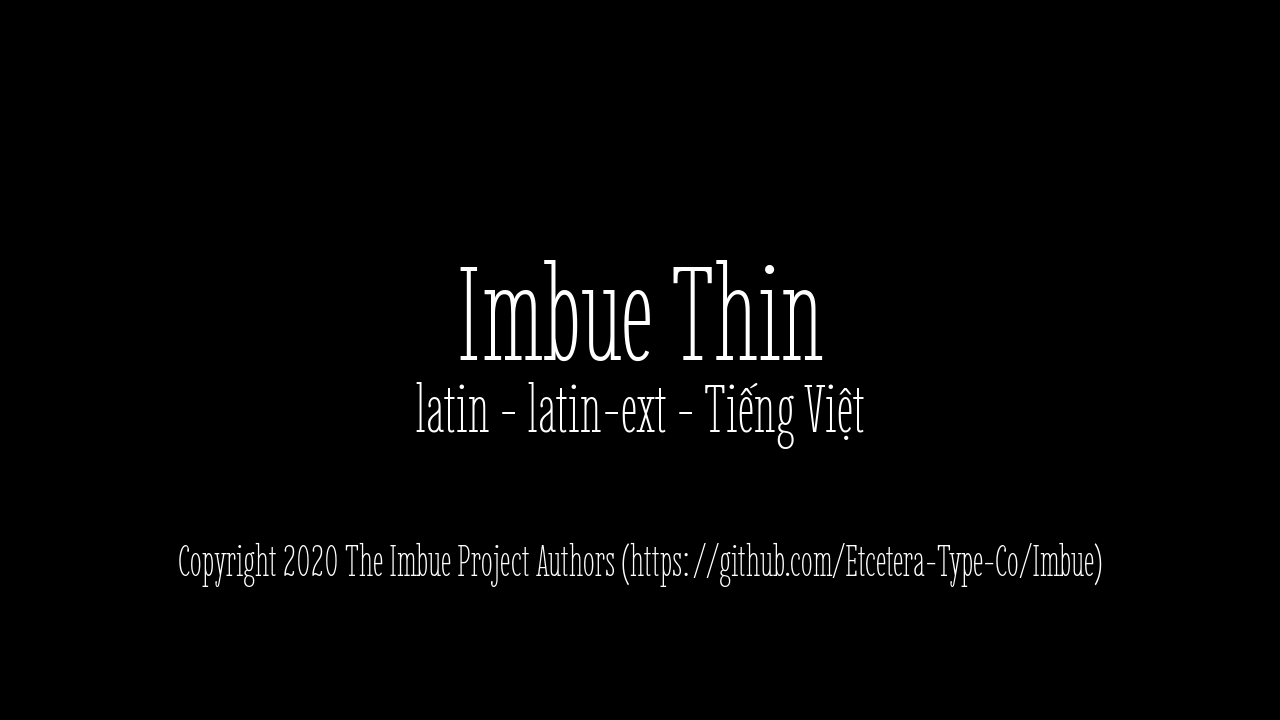 Imbue Thin
latin - latin-ext - Tiếng Việt
Copyright 2020 The Imbue Project Authors (https://github.com/Etcetera-Type-Co/Imbue)